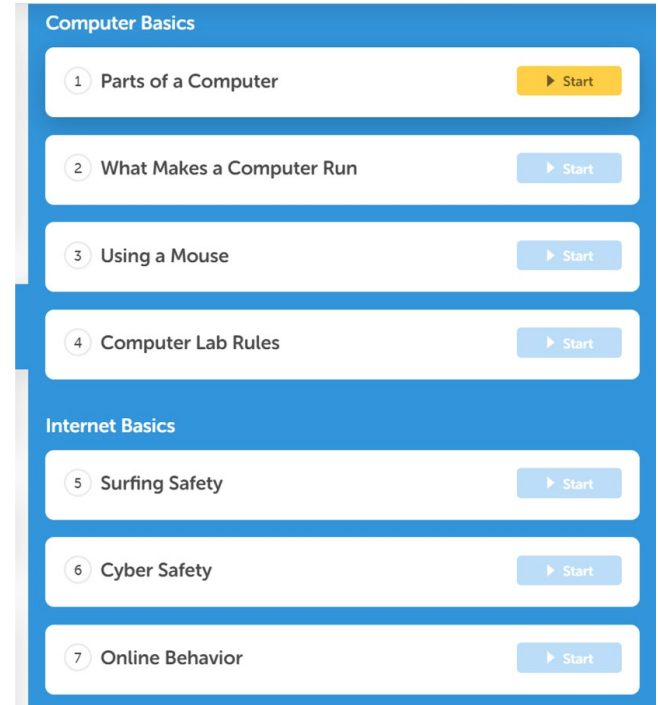 Computer Basics
1 Parts of a Computer Start
2 What Makes a Computer Run Start
3 Using a Mouse Start
4 Computer Lab Rules Start
Internet Basics
5 Surfing Safety Start
6 Cyber Safety Start
7 Online Behavior Start